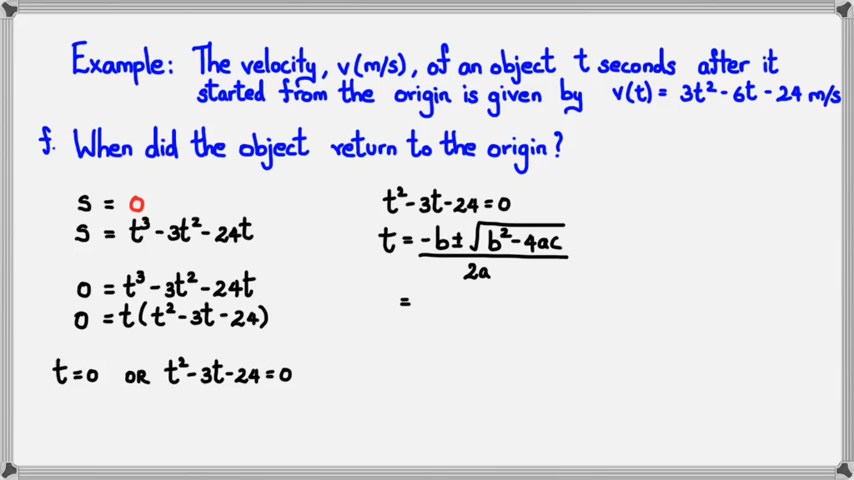 Example: The velocity, v(m/s), of an object t seconds after it
started from the origin is given by v(t) = 3t² - 6t - 24 m/s
f. When did the object return to the origin?
s = 0
s = t³ - 3t² - 24t
0 = t³ - 3t² - 24t
0 = t(t² - 3t - 24)
t = 0 OR t² - 3t - 24 = 0
t² - 3t - 24 = 0
t = -b ± √b² - 4ac
2a
=